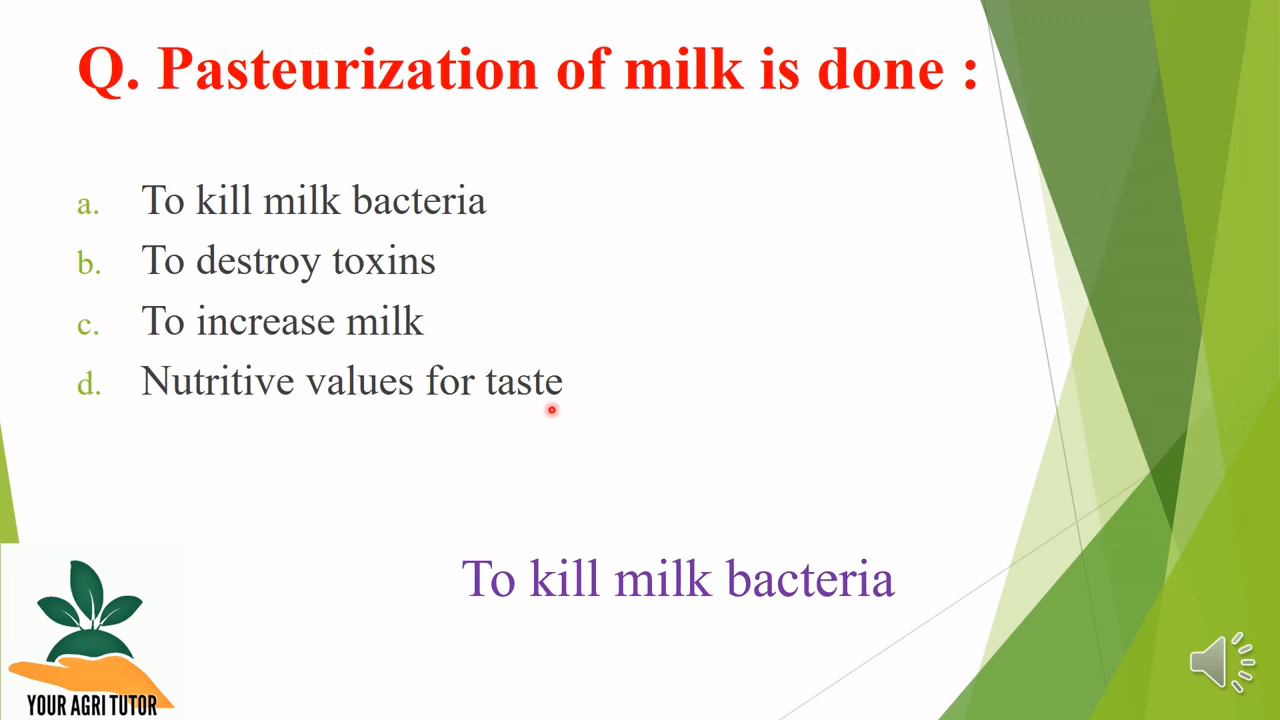 Q. Pasteurization of milk is done :
a. To kill milk bacteria
b. To destroy toxins
c. To increase milk
d. Nutritive values for taste
To kill milk bacteria
YOUR AGRI TUTOR